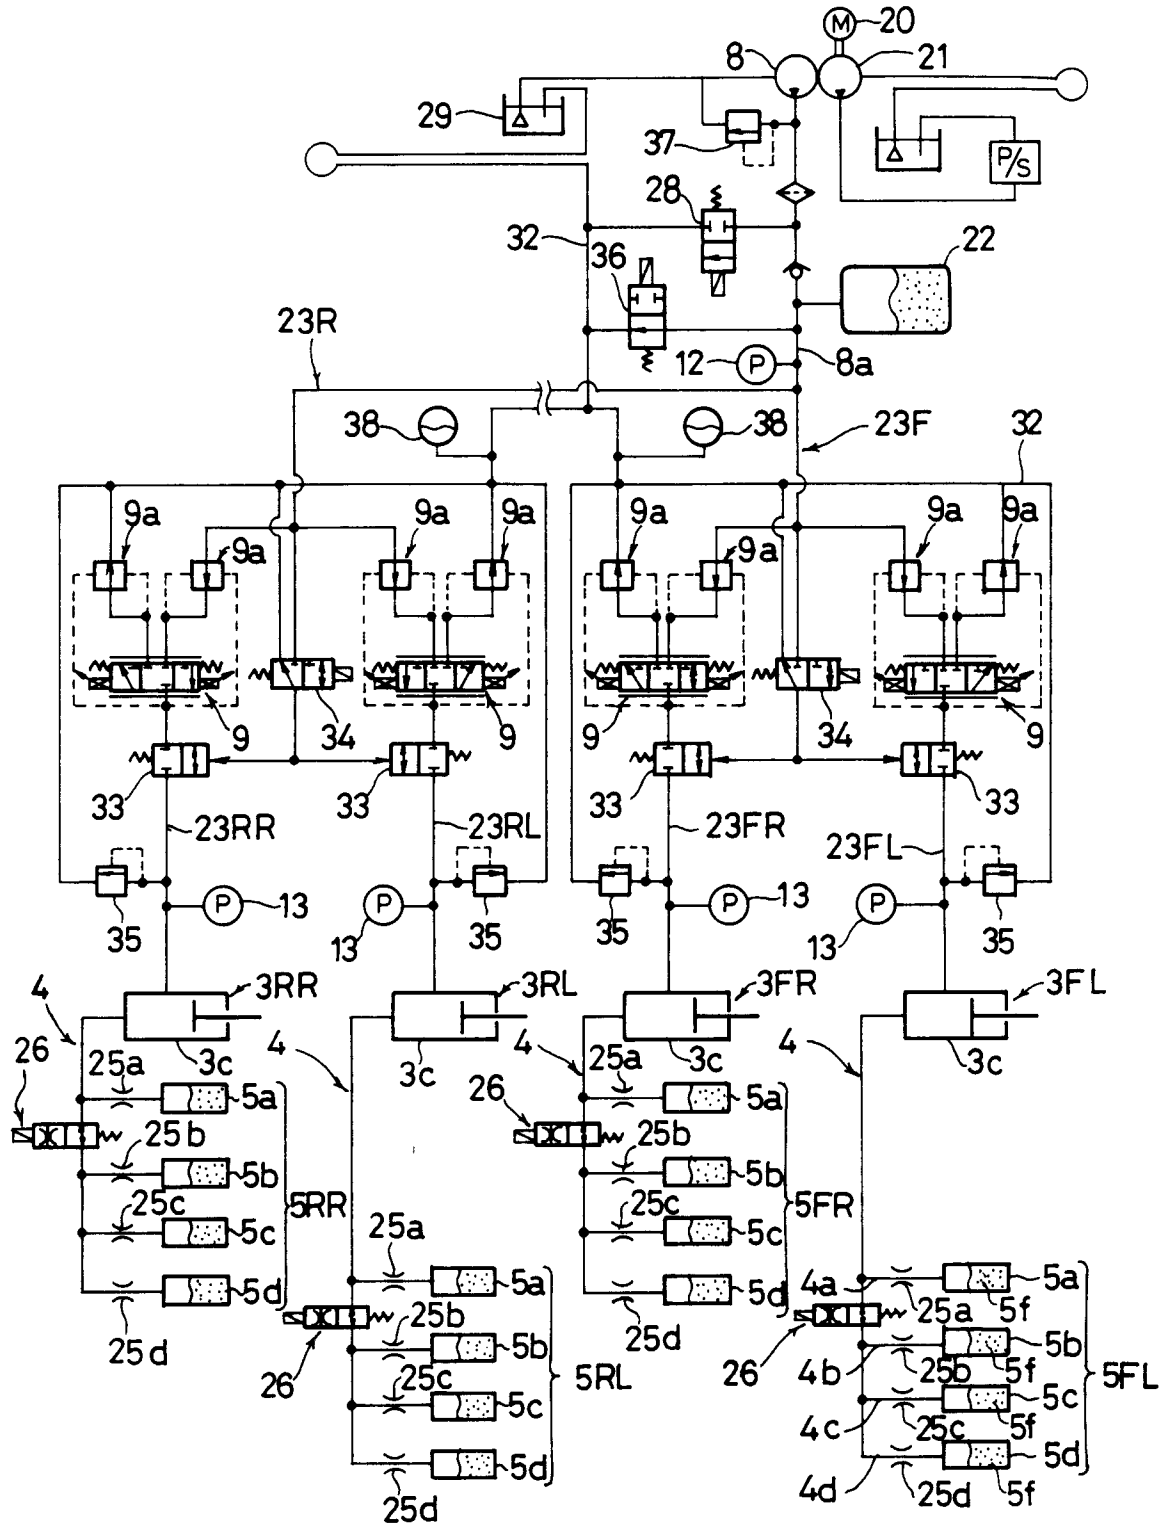 M 20
8 21
29
37
P/S
28
32 36 22
23R
12 P 8a
38 38 23F 32
9a 9a 9a 9a 9a 9a
9a 9a
9 34 9 9 34 9
33 33 33 33
23RR 23RL 23FR 23FL
P 13 P P 13 P
35 13 35 35 13 35
3RR 3RL 3FR 3FL
4
26 3c 4 3c 4 3c 4 3c
25a 25a
5a 26 5a
25b 25b
5b 5b
25c 5RR 25c 5FR
5c 5c
25a
5d 5a 5d 4a 5a
25a 5f
25d 25b 25d 26
26 5b 4b 25b 5f 5b
25c 5RL 5FL
5c 4c 25c 5f 5c
5d 5d
25d 4d 25d 5f